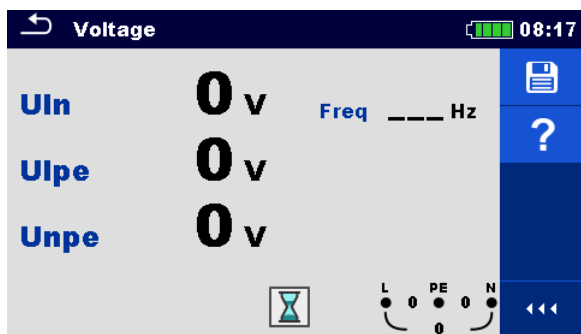 Voltage 08:17
Uln 0 V Freq ___ Hz
?
Ulpe 0 V
Unpe 0 V
L PE N
0 0
0